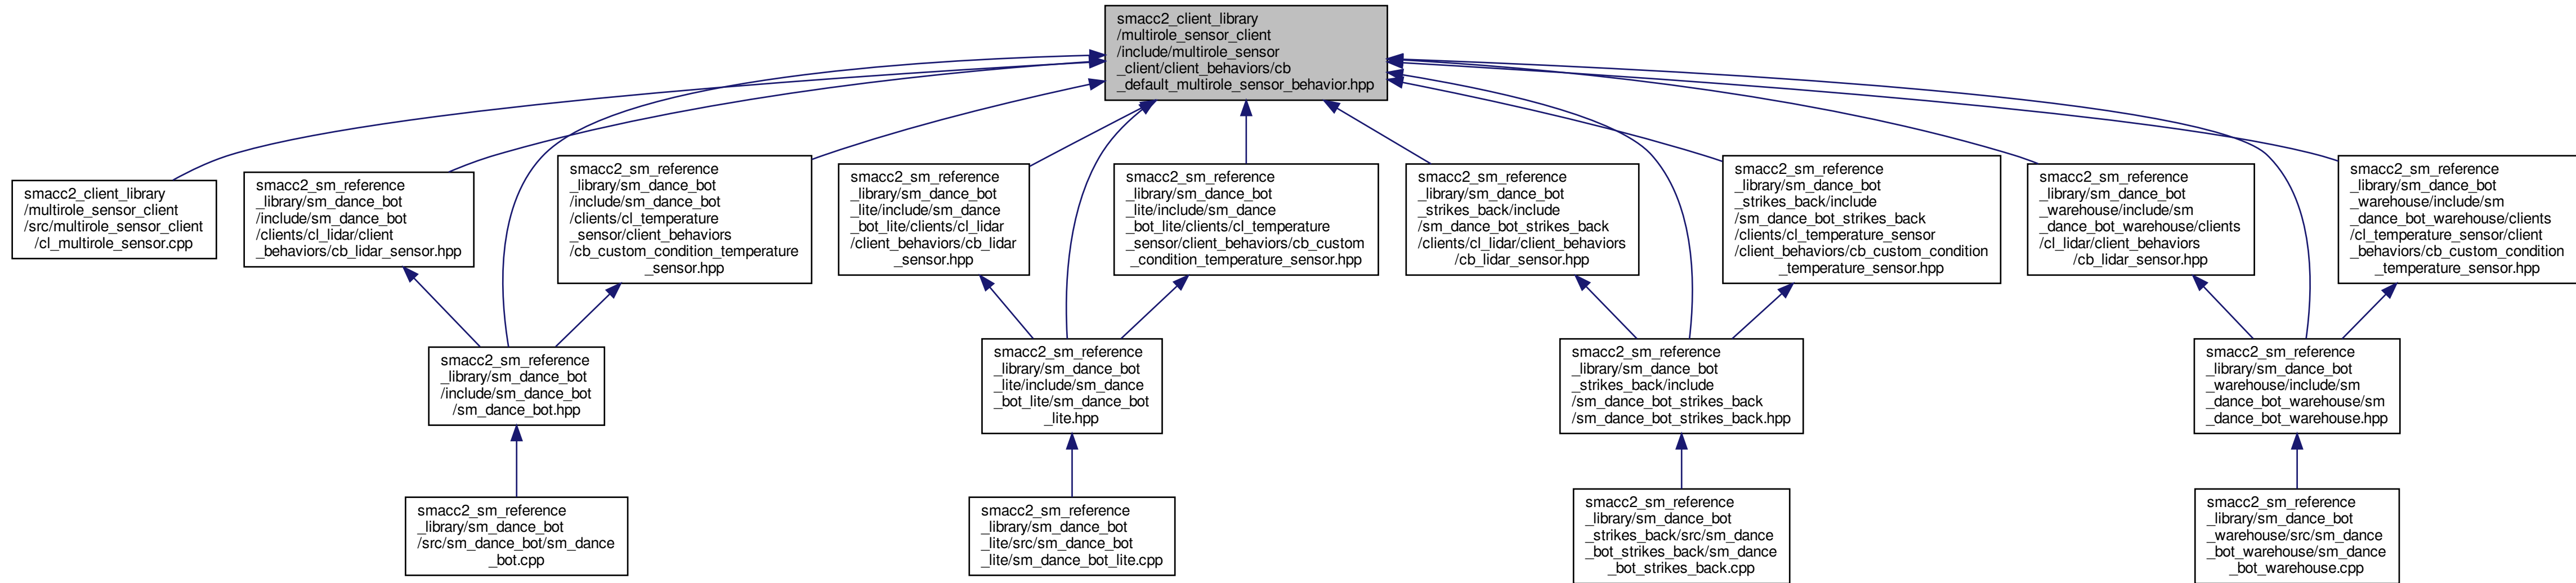 smacc2_client_library
/multirole_sensor_client
/include/multirole_sensor
_client/client_behaviors/cb
_default_multirole_sensor_behavior.hpp
smacc2_client_library
/multirole_sensor_client
/src/multirole_sensor_client
/cl_multirole_sensor.cpp
smacc2_sm_reference
_library/sm_dance_bot
/include/sm_dance_bot
/clients/cl_lidar/client
_behaviors/cb_lidar_sensor.hpp
smacc2_sm_reference
_library/sm_dance_bot
/include/sm_dance_bot
/clients/cl_temperature
_sensor/client_behaviors
/cb_custom_condition_temperature
_sensor.hpp
smacc2_sm_reference
_library/sm_dance_bot
_lite/include/sm_dance
_bot_lite/clients/cl_lidar
/client_behaviors/cb_lidar
_sensor.hpp
smacc2_sm_reference
_library/sm_dance_bot
_lite/include/sm_dance
_bot_lite/clients/cl_temperature
_sensor/client_behaviors/cb_custom
_condition_temperature_sensor.hpp
smacc2_sm_reference
_library/sm_dance_bot
_strikes_back/include
/sm_dance_bot_strikes_back
/clients/cl_lidar/client_behaviors
/cb_lidar_sensor.hpp
smacc2_sm_reference
_library/sm_dance_bot
_strikes_back/include
/sm_dance_bot_strikes_back
/clients/cl_temperature_sensor
/client_behaviors/cb_custom_condition
_temperature_sensor.hpp
smacc2_sm_reference
_library/sm_dance_bot
_warehouse/include/sm
_dance_bot_warehouse/clients
/cl_lidar/client_behaviors
/cb_lidar_sensor.hpp
smacc2_sm_reference
_library/sm_dance_bot
_warehouse/include/sm
_dance_bot_warehouse/clients
/cl_temperature_sensor/client
_behaviors/cb_custom_condition
_temperature_sensor.hpp
smacc2_sm_reference
_library/sm_dance_bot
/include/sm_dance_bot
/sm_dance_bot.hpp
smacc2_sm_reference
_library/sm_dance_bot
_lite/include/sm_dance
_bot_lite/sm_dance_bot
_lite.hpp
smacc2_sm_reference
_library/sm_dance_bot
_strikes_back/include
/sm_dance_bot_strikes_back
/sm_dance_bot_strikes_back.hpp
smacc2_sm_reference
_library/sm_dance_bot
_warehouse/include/sm
_dance_bot_warehouse/sm
_dance_bot_warehouse.hpp
smacc2_sm_reference
_library/sm_dance_bot
/src/sm_dance_bot/sm_dance
_bot.cpp
smacc2_sm_reference
_library/sm_dance_bot
_lite/src/sm_dance_bot
_lite/sm_dance_bot_lite.cpp
smacc2_sm_reference
_library/sm_dance_bot
_strikes_back/src/sm_dance
_bot_strikes_back/sm_dance
_bot_strikes_back.cpp
smacc2_sm_reference
_library/sm_dance_bot
_warehouse/src/sm_dance
_bot_warehouse/sm_dance
_bot_warehouse.cpp